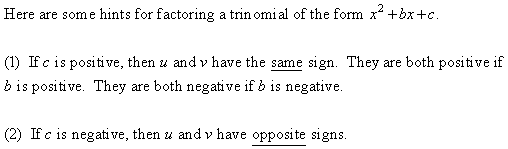 Here are some hints for factoring a trinomial of the form x² +bx+c.
(1)  If c is positive, then u and v have the same sign.  They are both positive if
b is positive.  They are both negative if b is negative.
(2)  If c is negative, then u and v have opposite signs.